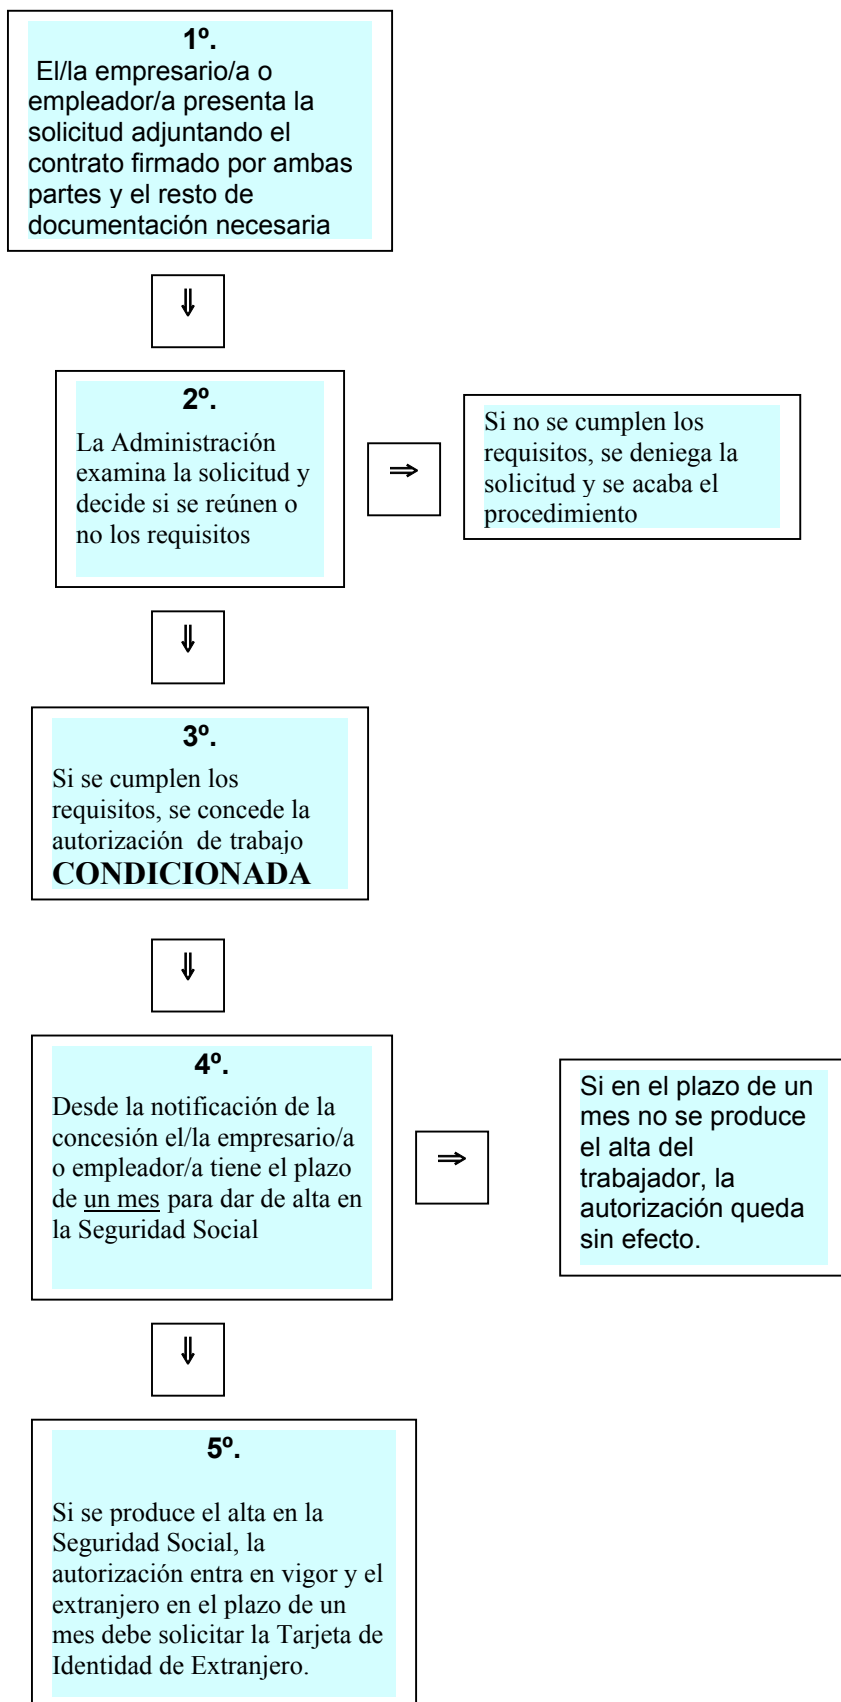 1º.
El/la empresario/a o
empleador/a presenta la
solicitud adjuntando el
contrato firmado por ambas
partes y el resto de
documentación necesaria
⇓
2º.
La Administración
examina la solicitud y
decide si se reúnen o
no los requisitos
⇒
Si no se cumplen los
requisitos, se deniega la
solicitud y se acaba el
procedimiento
⇓
3º.
Si se cumplen los
requisitos, se concede la
autorización de trabajo
CONDICIONADA
⇓
4º.
Desde la notificación de la
concesión el/la empresario/a
o empleador/a tiene el plazo
de un mes para dar de alta en
la Seguridad Social
⇒
Si en el plazo de un
mes no se produce
el alta del
trabajador, la
autorización queda
sin efecto.
⇓
5º.
Si se produce el alta en la
Seguridad Social, la
autorización entra en vigor y el
extranjero en el plazo de un
mes debe solicitar la Tarjeta de
Identidad de Extranjero.